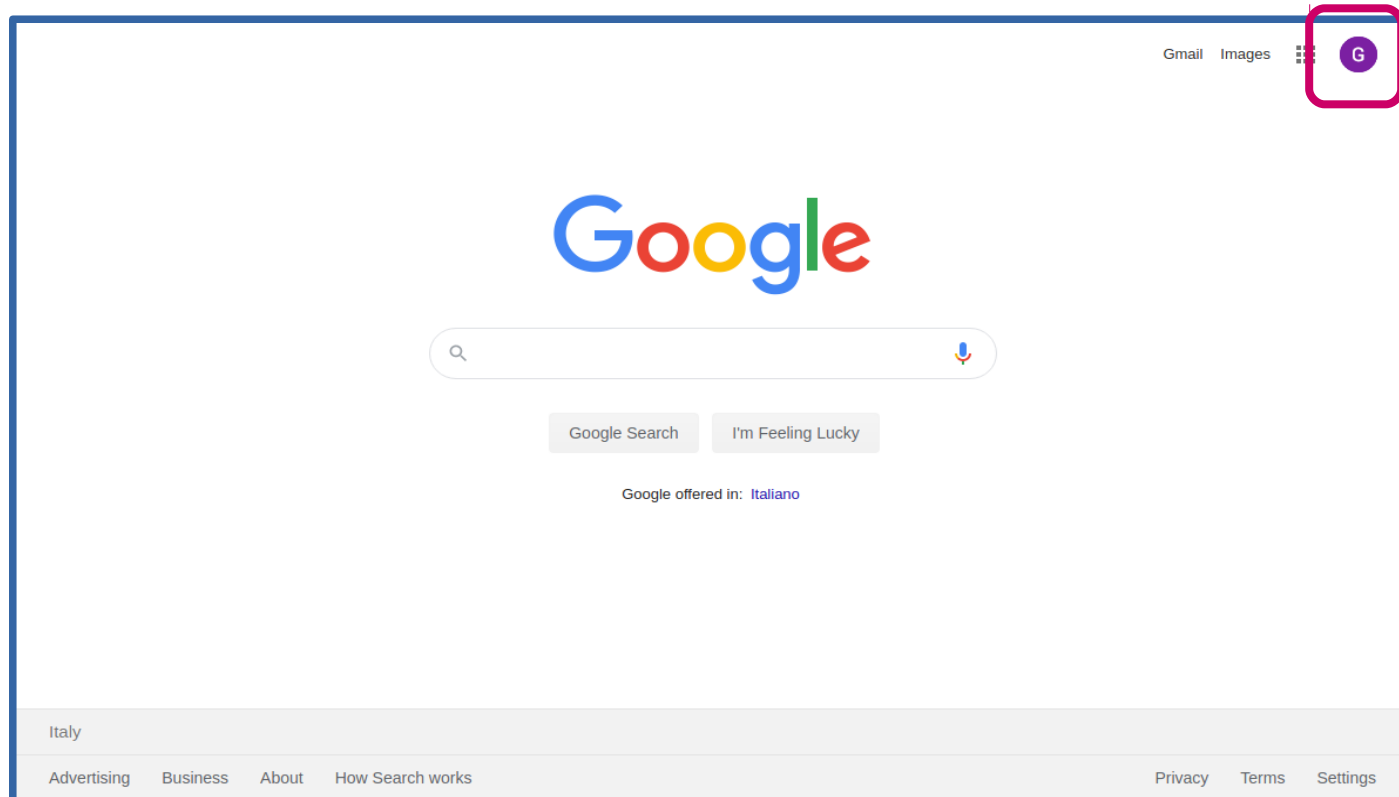 Gmail Images G
Google
Google Search I'm Feeling Lucky
Google offered in: Italiano
Italy
Advertising Business About How Search works Privacy Terms Settings